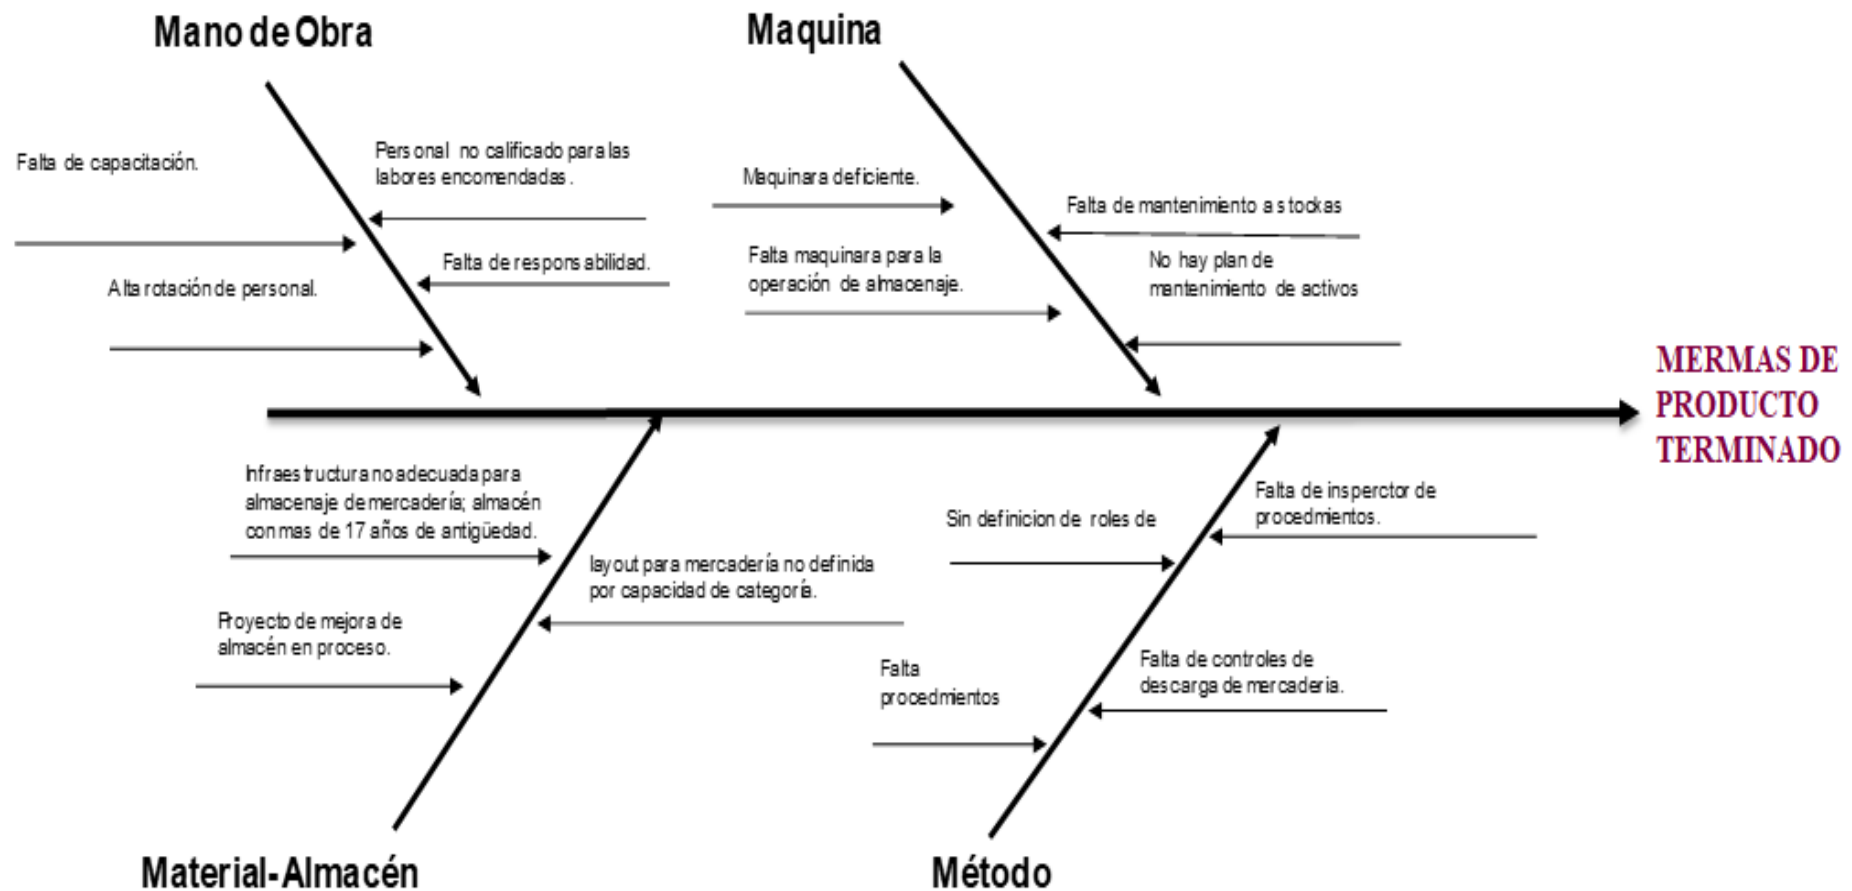 Mano de Obra
Maquina
Falta de capacitación.
Personal no calificado para las
labores encomendadas.
Falta de responsabilidad.
Alta rotación de personal.
Maquinara deficiente.
Falta de mantenimiento a stockas
Falta maquinara para la
operación de almacenaje.
No hay plan de
mantenimiento de activos
MERMAS DE
PRODUCTO
TERMINADO
Infraestructura no adecuada para
almacenaje de mercadería; almacén
con mas de 17 años de antigüedad.
layout para mercadería no definida
por capacidad de categoría.
Proyecto de mejora de
almacén en proceso.
Sin definicion de roles de
Falta de insperctor de
procedmientos.
Falta
procedmientos
Falta de controles de
descarga de mercaderia.
Material-Almacén
Método